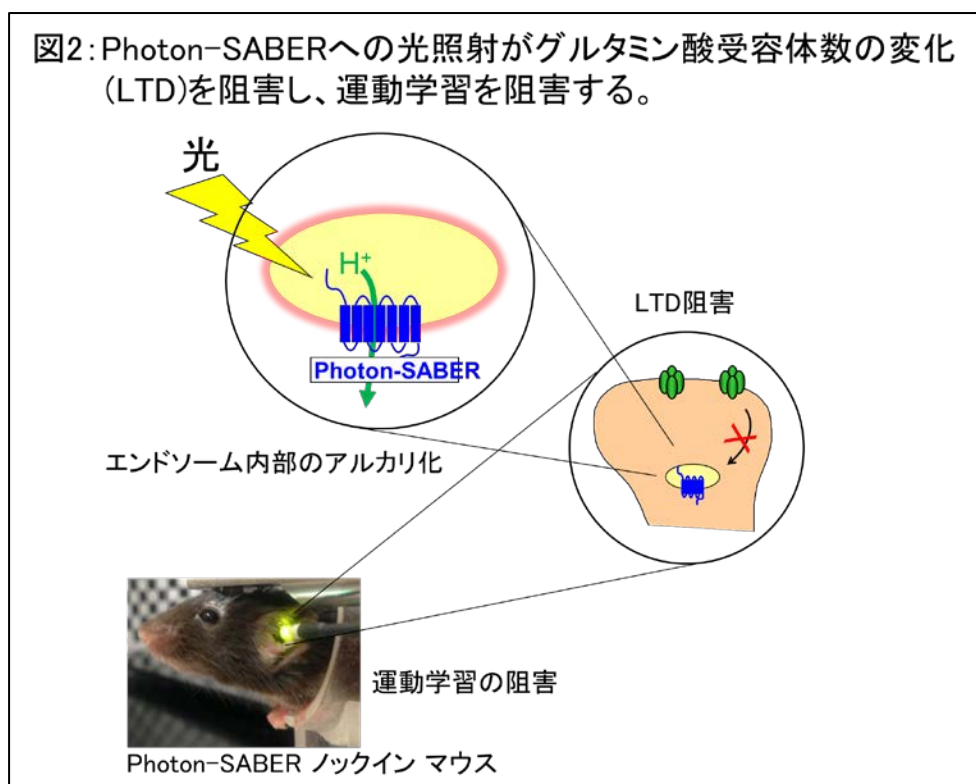 図2:Photon-SABERへの光照射がグルタミン酸受容体数の変化
(LTD)を阻害し、運動学習を阻害する。
光
H+
Photon-SABER
LTD阻害
エンドソーム内部のアルカリ化
運動学習の阻害
Photon-SABER ノックイン マウス